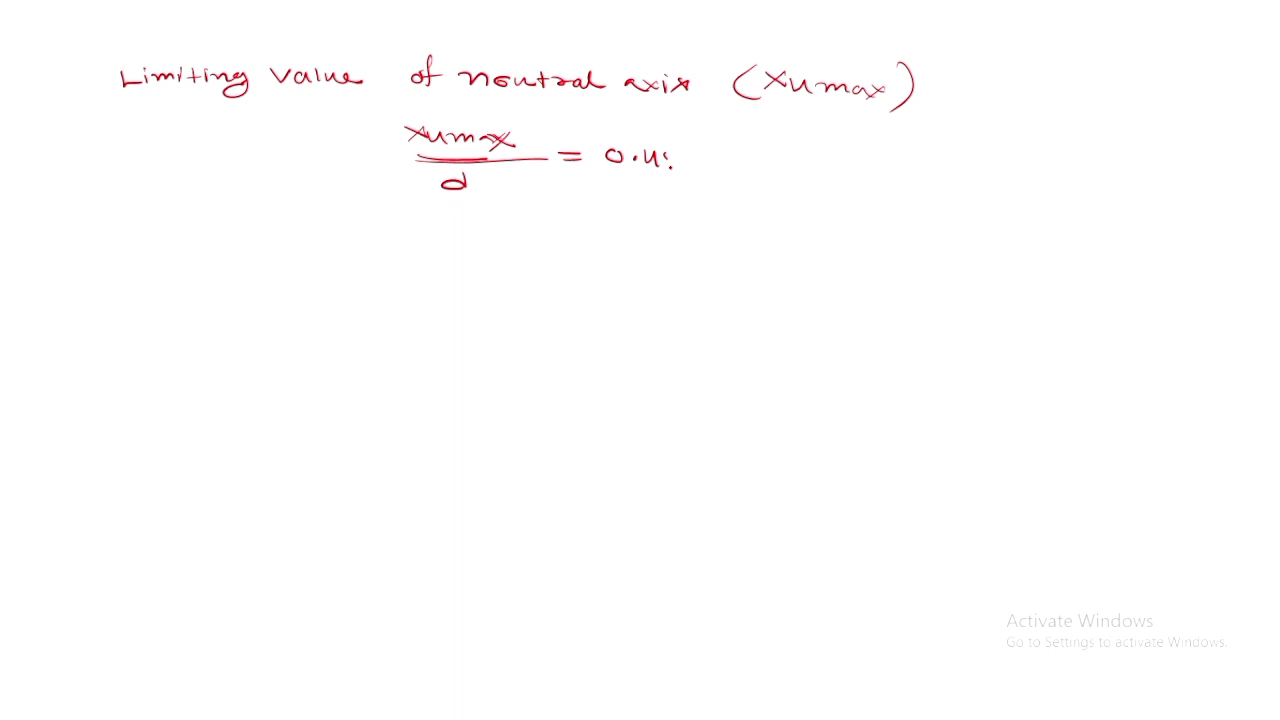 Limiting value of neutral axis (xumax)
xumax
d
= 0.4
Activate Windows
Go to Settings to activate Windows.